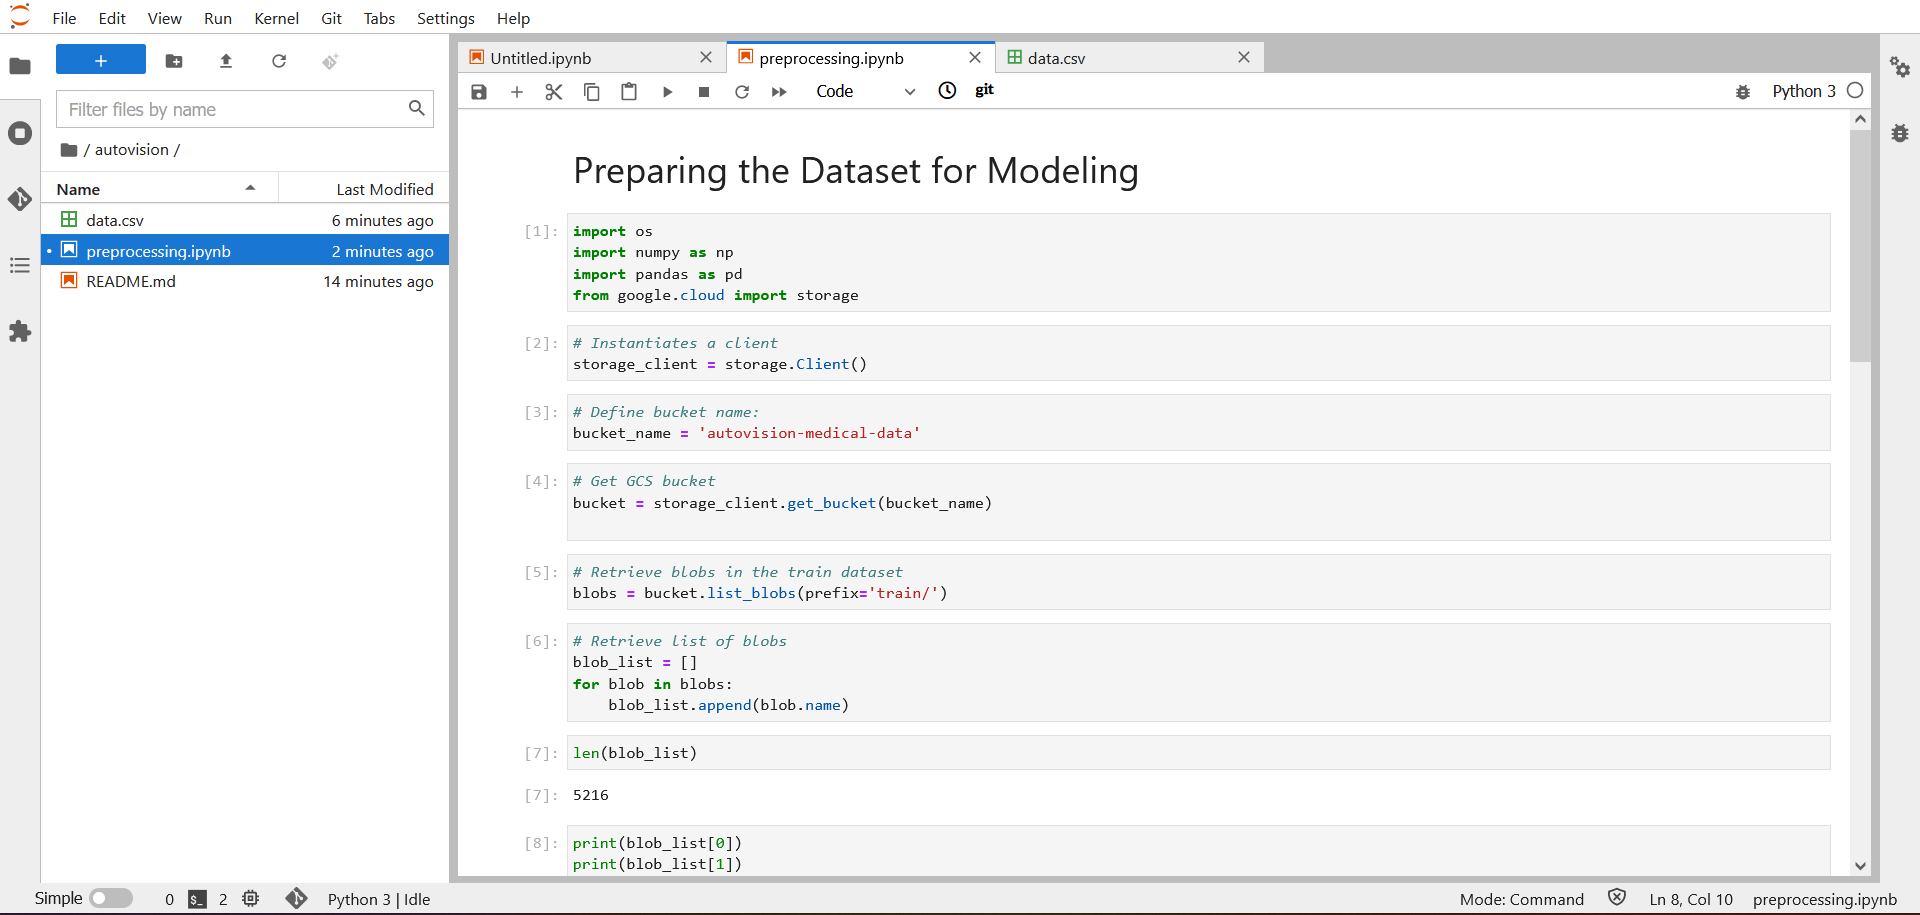 File Edit View Run Kernel Git Tabs Settings Help
+
Filter files by name
/ autovision /
Name Last Modified
data.csv 6 minutes ago
• preprocessing.ipynb 2 minutes ago
README.md 14 minutes ago
Untitled.ipynb preprocessing.ipynb data.csv
Code git Python 3
Preparing the Dataset for Modeling
[1]: import os
import numpy as np
import pandas as pd
from google.cloud import storage
[2]: # Instantiates a client
storage_client = storage.Client()
[3]: # Define bucket name:
bucket_name = 'autovision-medical-data'
[4]: # Get GCS bucket
bucket = storage_client.get_bucket(bucket_name)
[5]: # Retrieve blobs in the train dataset
blobs = bucket.list_blobs(prefix='train/')
[6]: # Retrieve list of blobs
blob_list = []
for blob in blobs:
    blob_list.append(blob.name)
[7]: len(blob_list)
[7]: 5216
[8]: print(blob_list[0])
print(blob_list[1])
Simple 0 $_ 2 Python 3 | Idle Mode: Command Ln 8, Col 10 preprocessing.ipynb